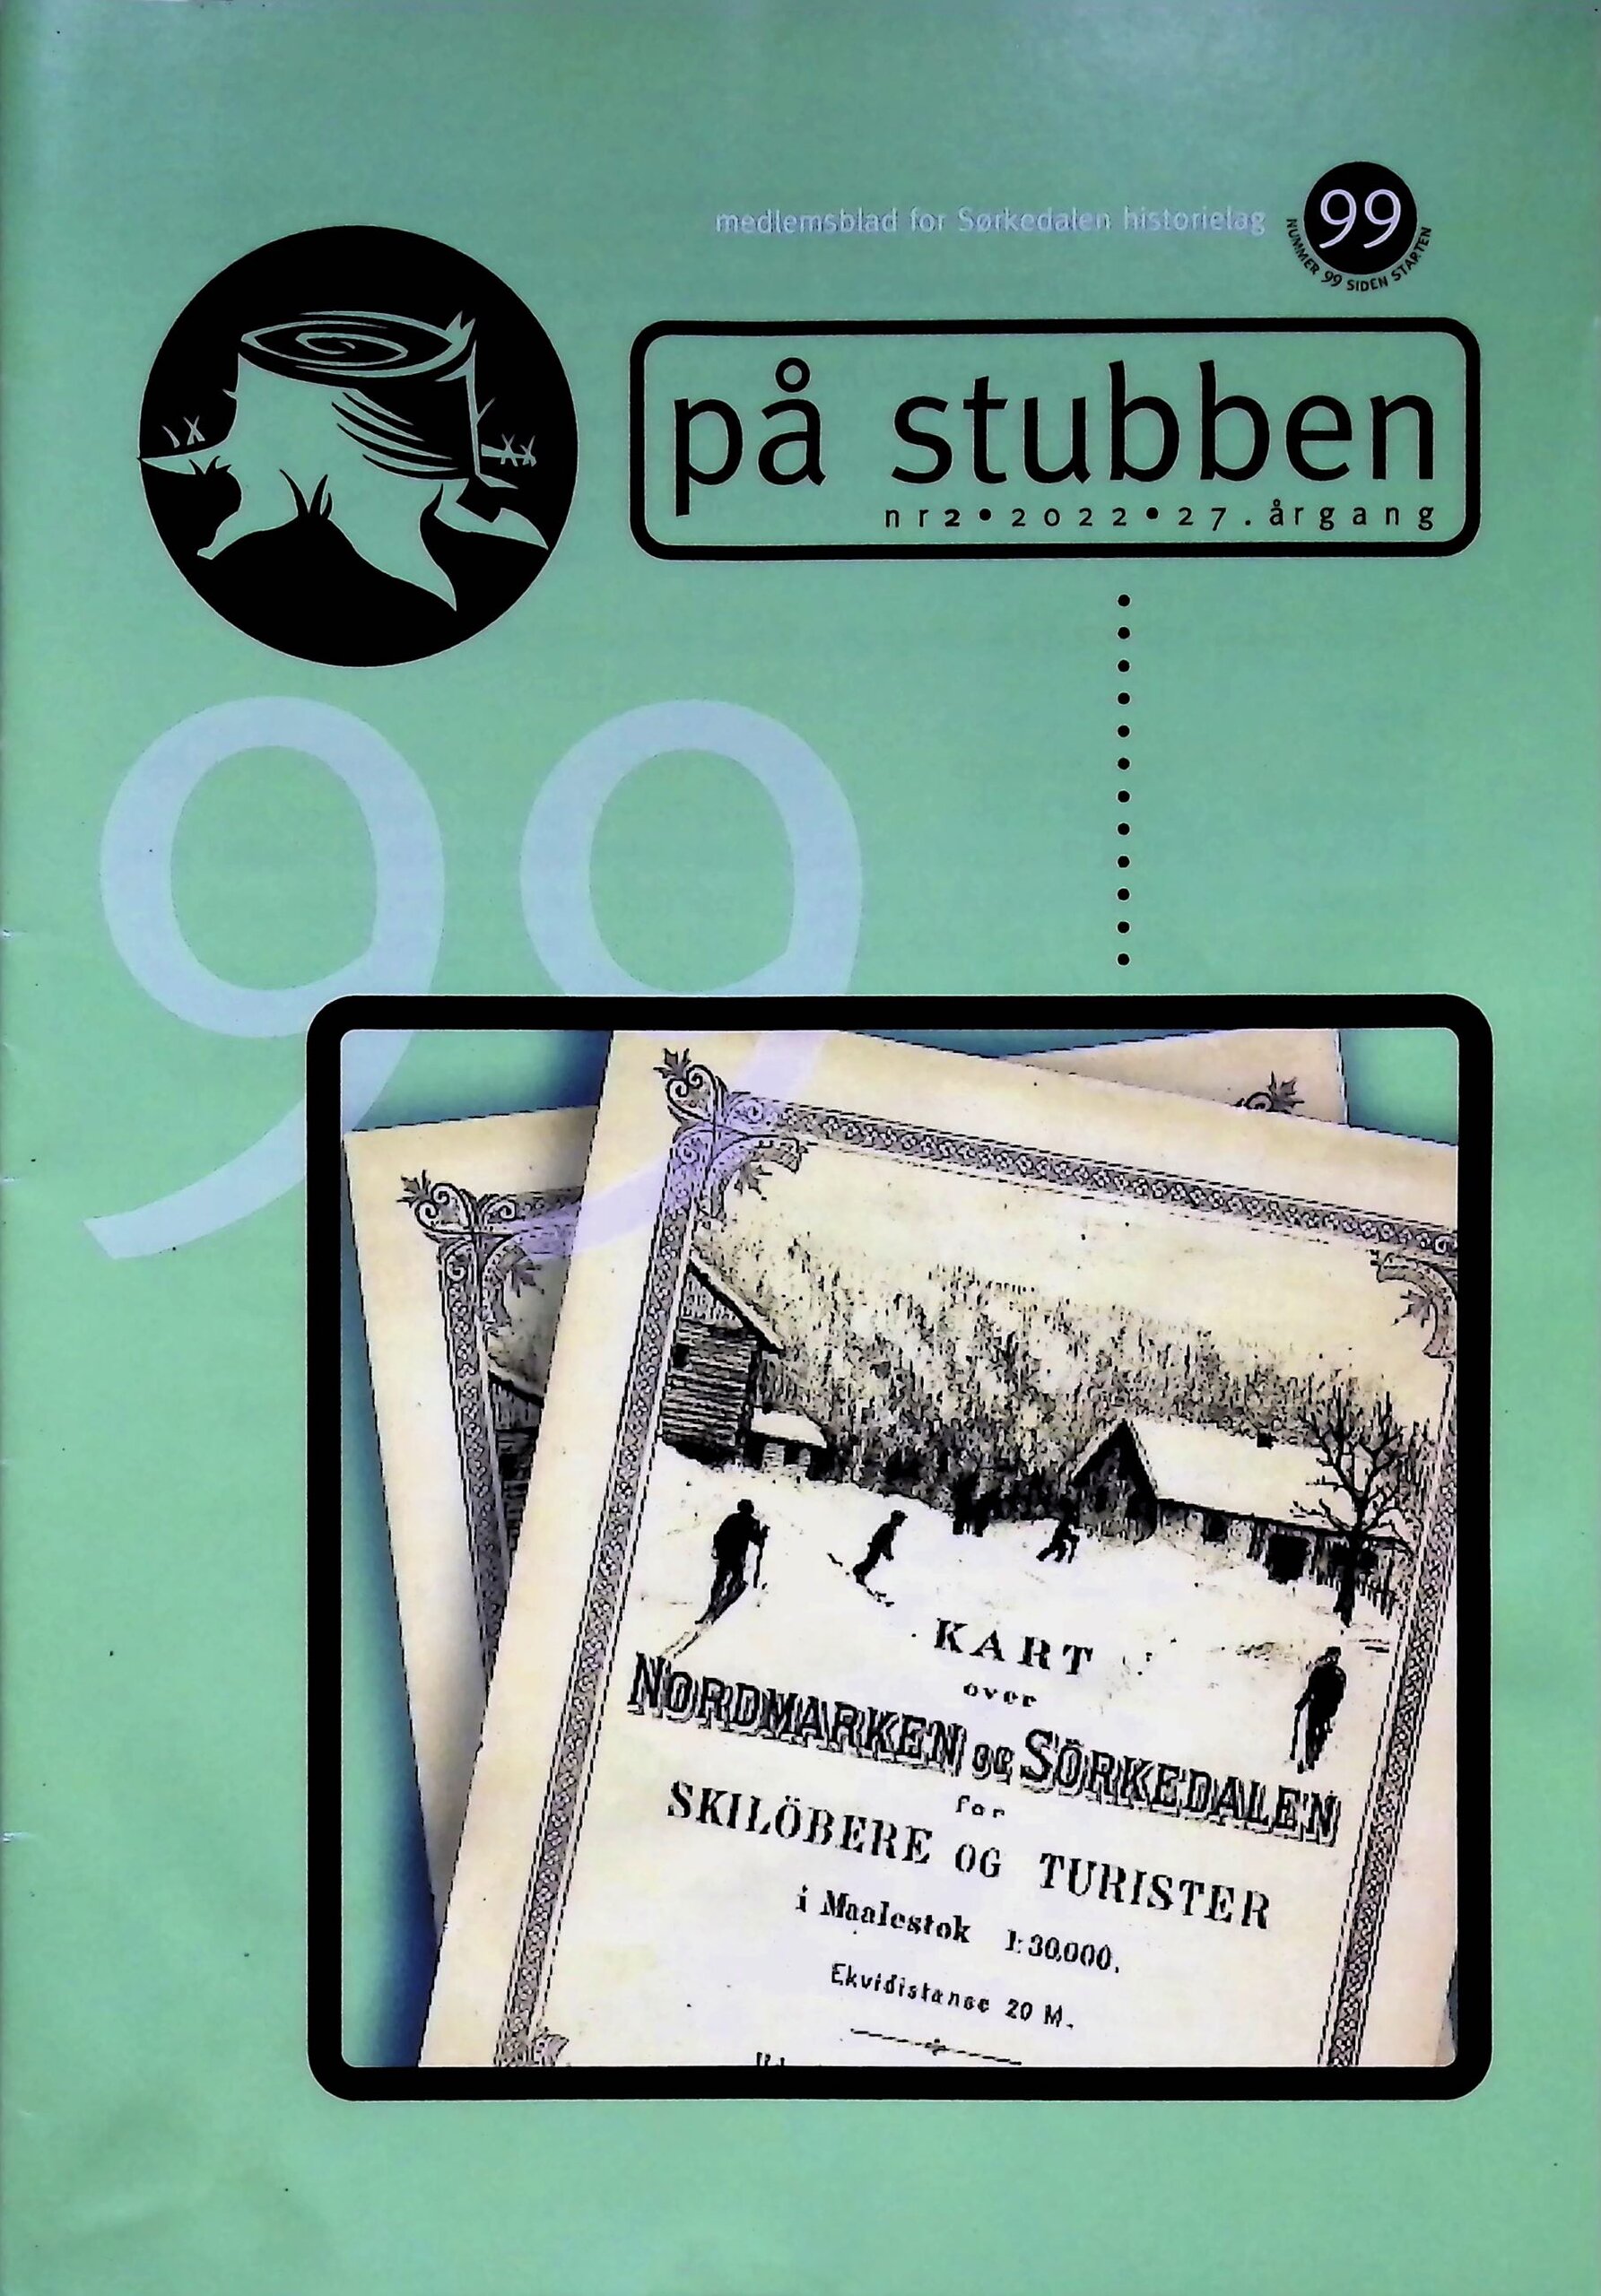 medlemsblad for Sørkedalen historielag
99
NUMMER 99 SIDEN STARTEN
på stubben
nr2•2022•27.årgang
99
KART
over
NORDMARKEN OG SÖRKEDALEN
for
SKILÖBERE OG TURISTER
i Maalestok 1:30.000.
Ekvidistanse 20 M.